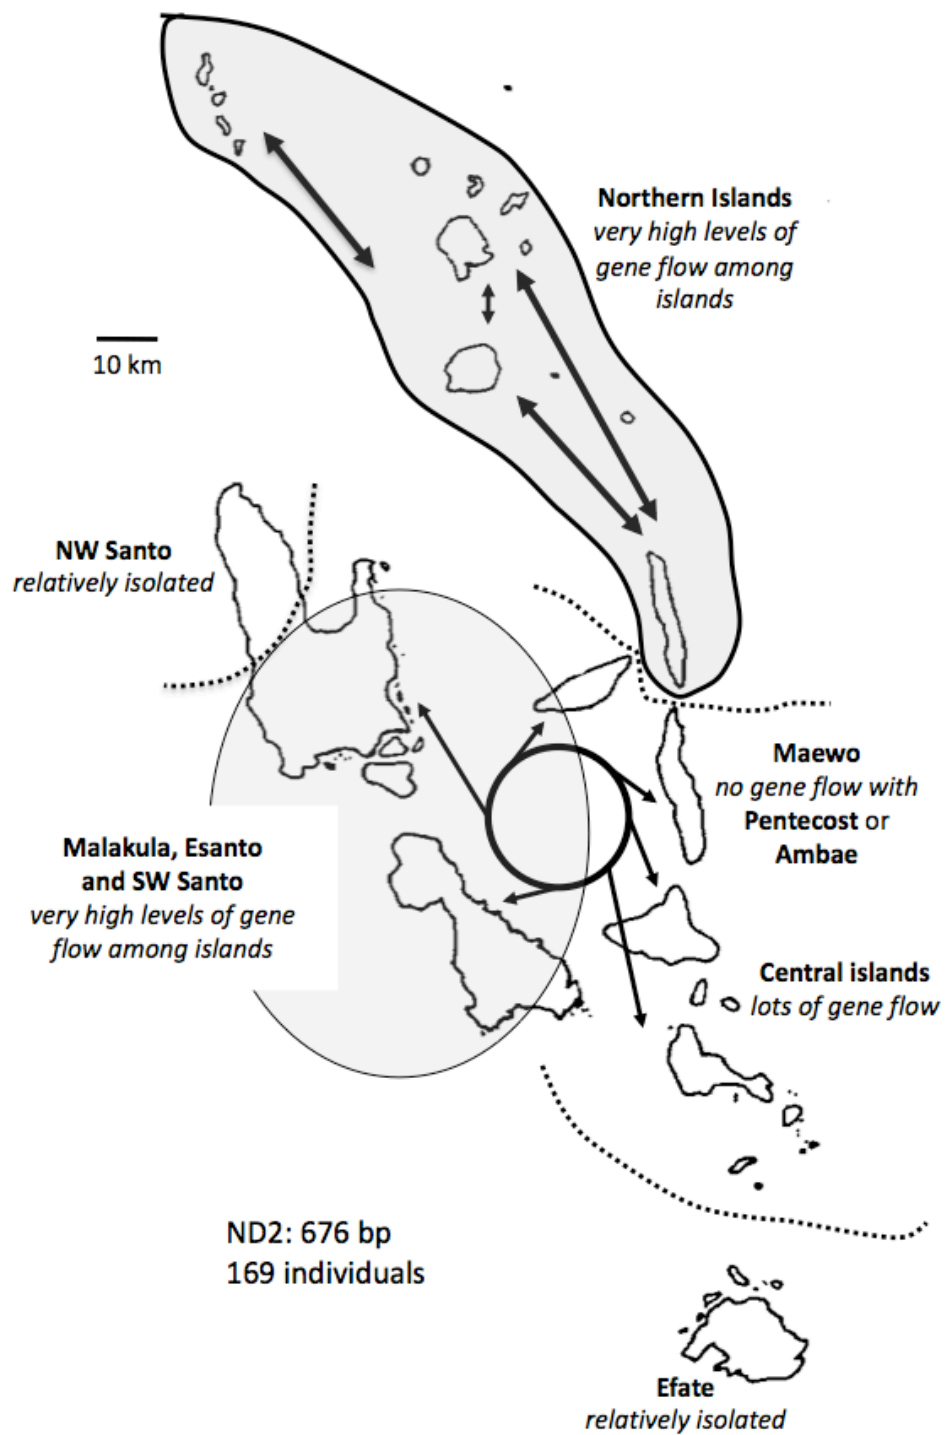 Northern Islands
very high levels of
gene flow among
islands
10 km
NW Santo
relatively isolated
Maewo
no gene flow with
Pentecost or
Ambae
Malakula, Esanto
and SW Santo
very high levels of gene
flow among islands
Central islands
lots of gene flow
ND2: 676 bp
169 individuals
Efate
relatively isolated